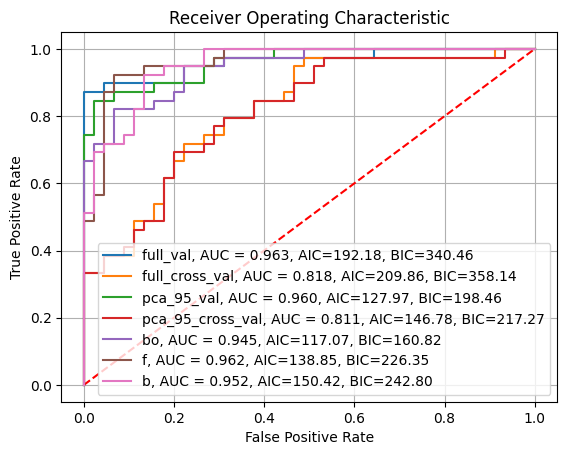 Receiver Operating Characteristic
True Positive Rate
1.0
0.8
0.6
0.4
0.2
0.0
full_val, AUC = 0.963, AIC=192.18, BIC=340.46
full_cross_val, AUC = 0.818, AIC=209.86, BIC=358.14
pca_95_val, AUC = 0.960, AIC=127.97, BIC=198.46
pca_95_cross_val, AUC = 0.811, AIC=146.78, BIC=217.27
bo, AUC = 0.945, AIC=117.07, BIC=160.82
f, AUC = 0.962, AIC=138.85, BIC=226.35
b, AUC = 0.952, AIC=150.42, BIC=242.80
0.0 0.2 0.4 0.6 0.8 1.0
False Positive Rate